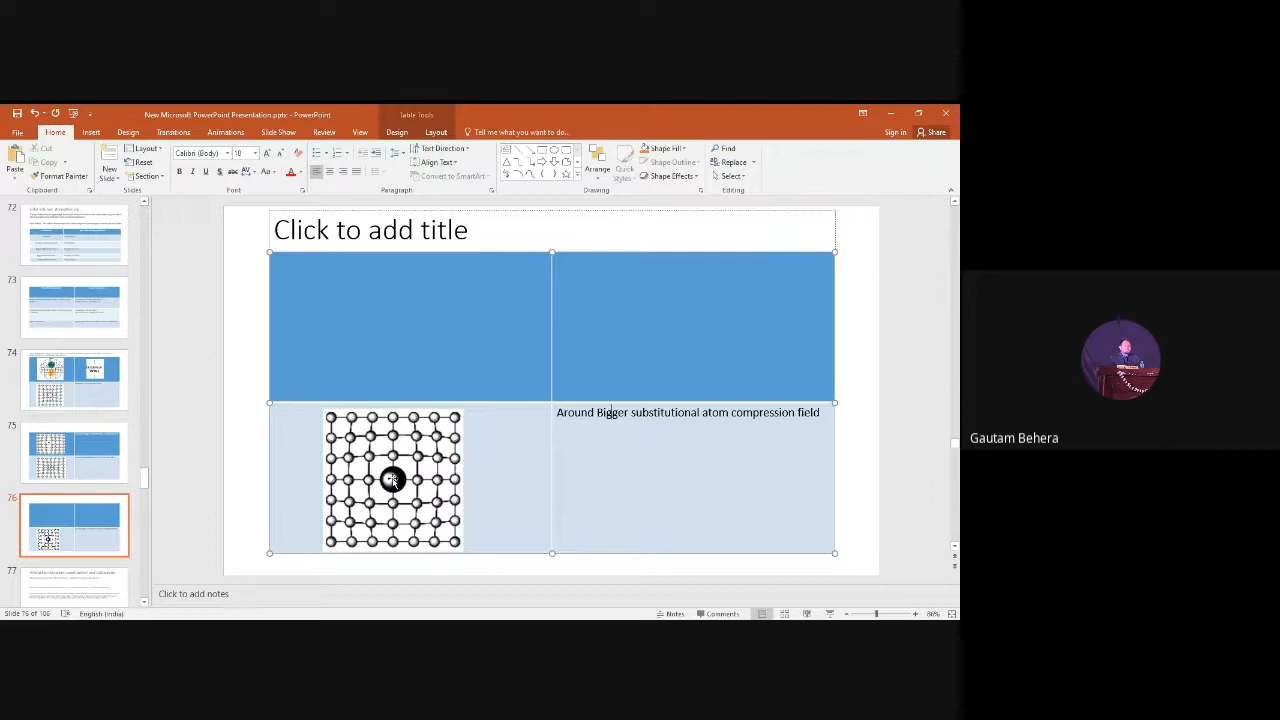 New Microsoft PowerPoint Presentation.pptx - PowerPoint
Table Tools
File Home Insert Design Transitions Animations Slide Show Review View Design Layout Tell me what you want to do... Sign in Share
Paste
Cut
Copy
Format Painter
Clipboard
New Slide
Layout
Reset
Section
Slides
Calibri (Body) 18
B I U S abc AV Aa A
Font
Paragraph
Text Direction
Align Text
Convert to SmartArt
Arrange
Quick Styles
Shape Fill
Shape Outline
Shape Effects
Drawing
Find
Replace
Select
Editing
72
73
74
75
76
77
Click to add title
Around Bigger substitutional atom compression field
Click to add notes
Slide 76 of 106 English (India) Notes Comments 86%
Gautam Behera